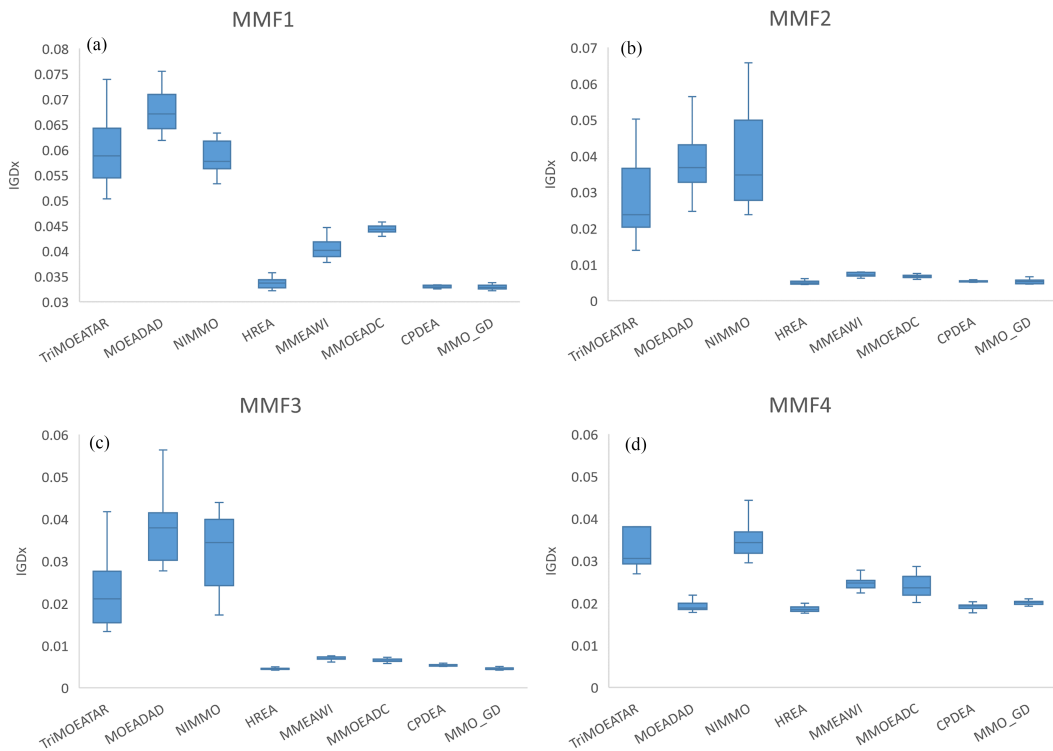 MMF1
(a)
0.08
0.075
0.07
0.065
0.06
0.055
0.05
0.045
0.04
0.035
0.03
IGDx
TriMOEATAR
MOEADAD
NIMMO
HREA
MMEAWI
MMOEADC
CPDEA
MMO_GD
MMF2
(b)
0.07
0.06
0.05
0.04
0.03
0.02
0.01
0
IGDx
TriMOEATAR
MOEADAD
NIMMO
HREA
MMEAWI
MMOEADC
CPDEA
MMO_GD
MMF3
(c)
0.06
0.05
0.04
0.03
0.02
0.01
0
IGDx
TriMOEATAR
MOEADAD
NIMMO
HREA
MMEAWI
MMOEADC
CPDEA
MMO_GD
MMF4
(d)
0.06
0.05
0.04
0.03
0.02
0.01
0
IGDx
TriMOEATAR
MOEADAD
NIMMO
HREA
MMEAWI
MMOEADC
CPDEA
MMO_GD